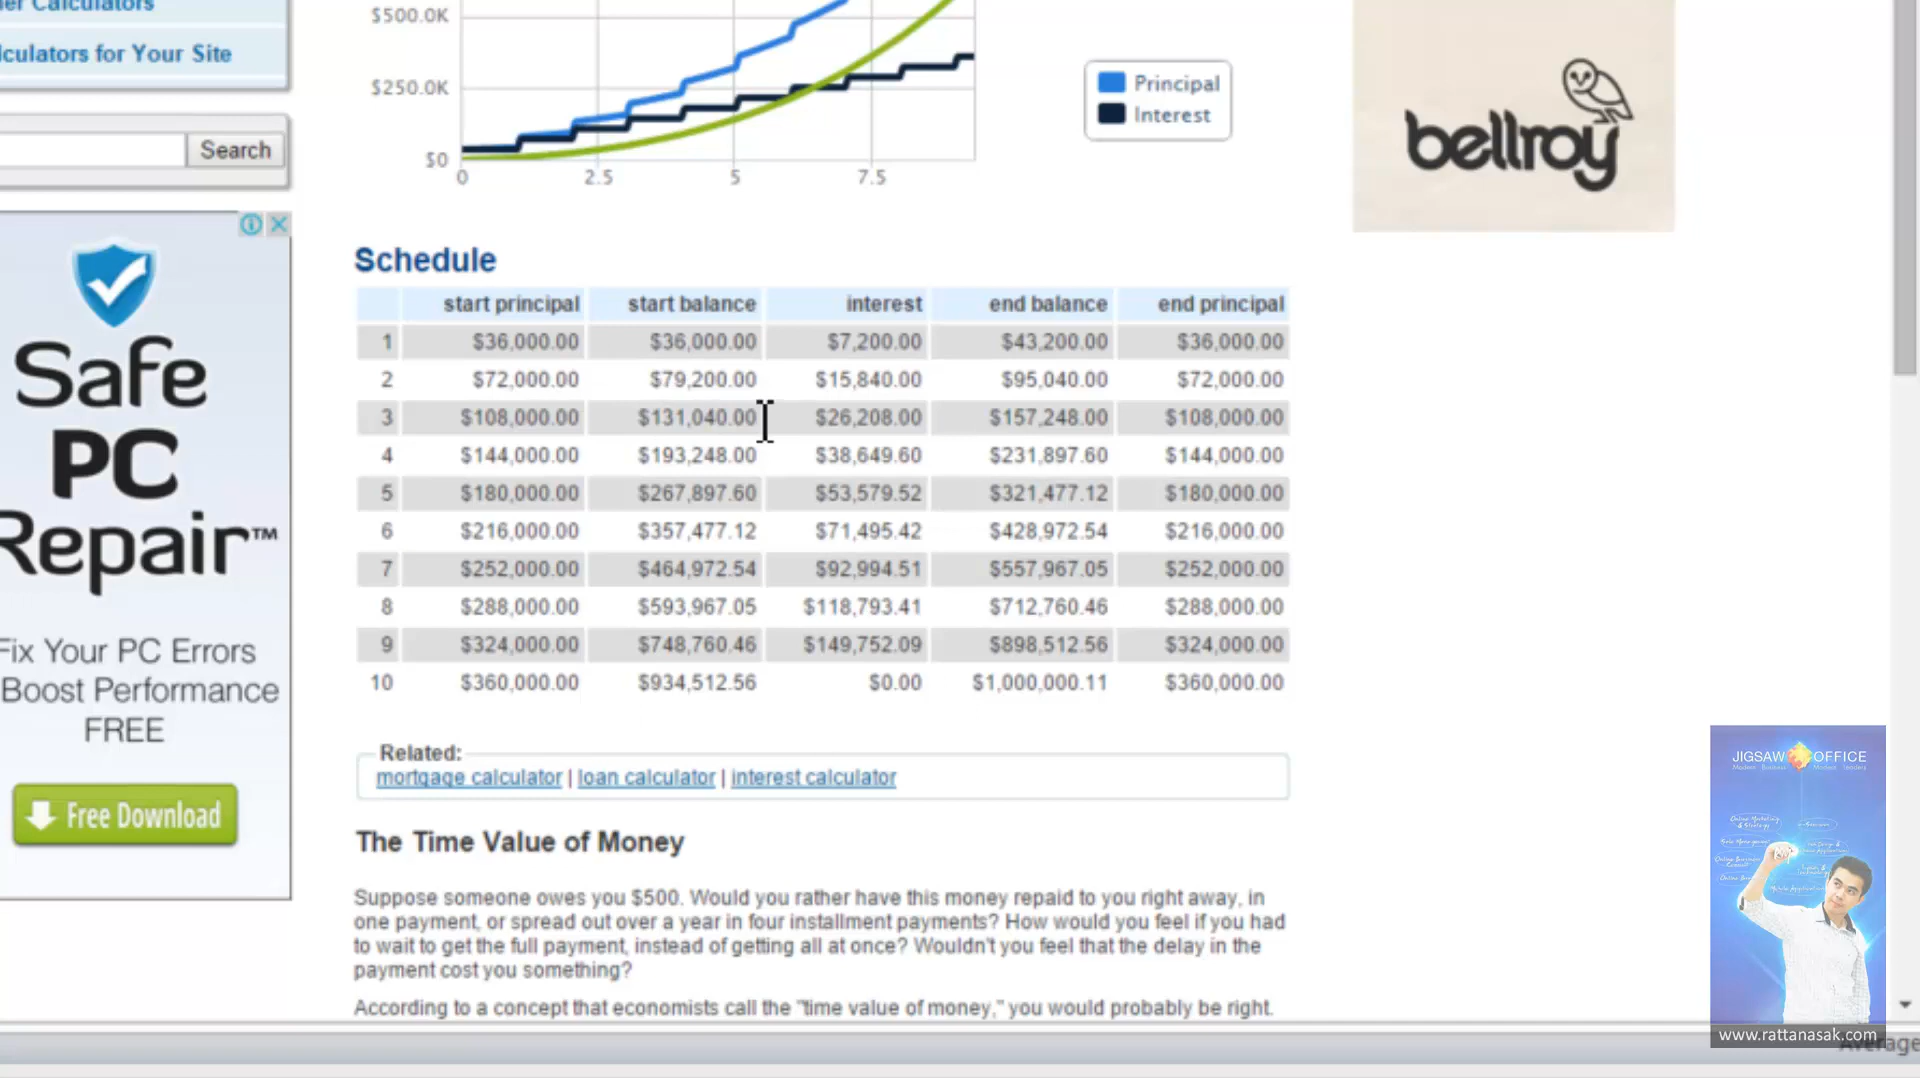 er Calculators
lculators for Your Site
Search
Safe
PC
Repair™
Fix Your PC Errors
Boost Performance
FREE
Free Download
$500.0K
$250.0K
$0
0 2.5 5 7.5
Principal
Interest
bellroy
Schedule
start principal start balance interest end balance end principal
1 $36,000.00 $36,000.00 $7,200.00 $43,200.00 $36,000.00
2 $72,000.00 $79,200.00 $15,840.00 $95,040.00 $72,000.00
3 $108,000.00 $131,040.00 $26,208.00 $157,248.00 $108,000.00
4 $144,000.00 $193,248.00 $38,649.60 $231,897.60 $144,000.00
5 $180,000.00 $267,897.60 $53,579.52 $321,477.12 $180,000.00
6 $216,000.00 $357,477.12 $71,495.42 $428,972.54 $216,000.00
7 $252,000.00 $464,972.54 $92,994.51 $557,967.05 $252,000.00
8 $288,000.00 $593,967.05 $118,793.41 $712,760.46 $288,000.00
9 $324,000.00 $748,760.46 $149,752.09 $898,512.56 $324,000.00
10 $360,000.00 $934,512.56 $0.00 $1,000,000.11 $360,000.00
Related:
mortgage calculator | loan calculator | interest calculator
The Time Value of Money
Suppose someone owes you $500. Would you rather have this money repaid to you right away, in
one payment, or spread out over a year in four installment payments? How would you feel if you had
to wait to get the full payment, instead of getting all at once? Wouldn't you feel that the delay in the
payment cost you something?
According to a concept that economists call the "time value of money," you would probably be right.
JIGSAW OFFICE
www.rattanasak.com
Average